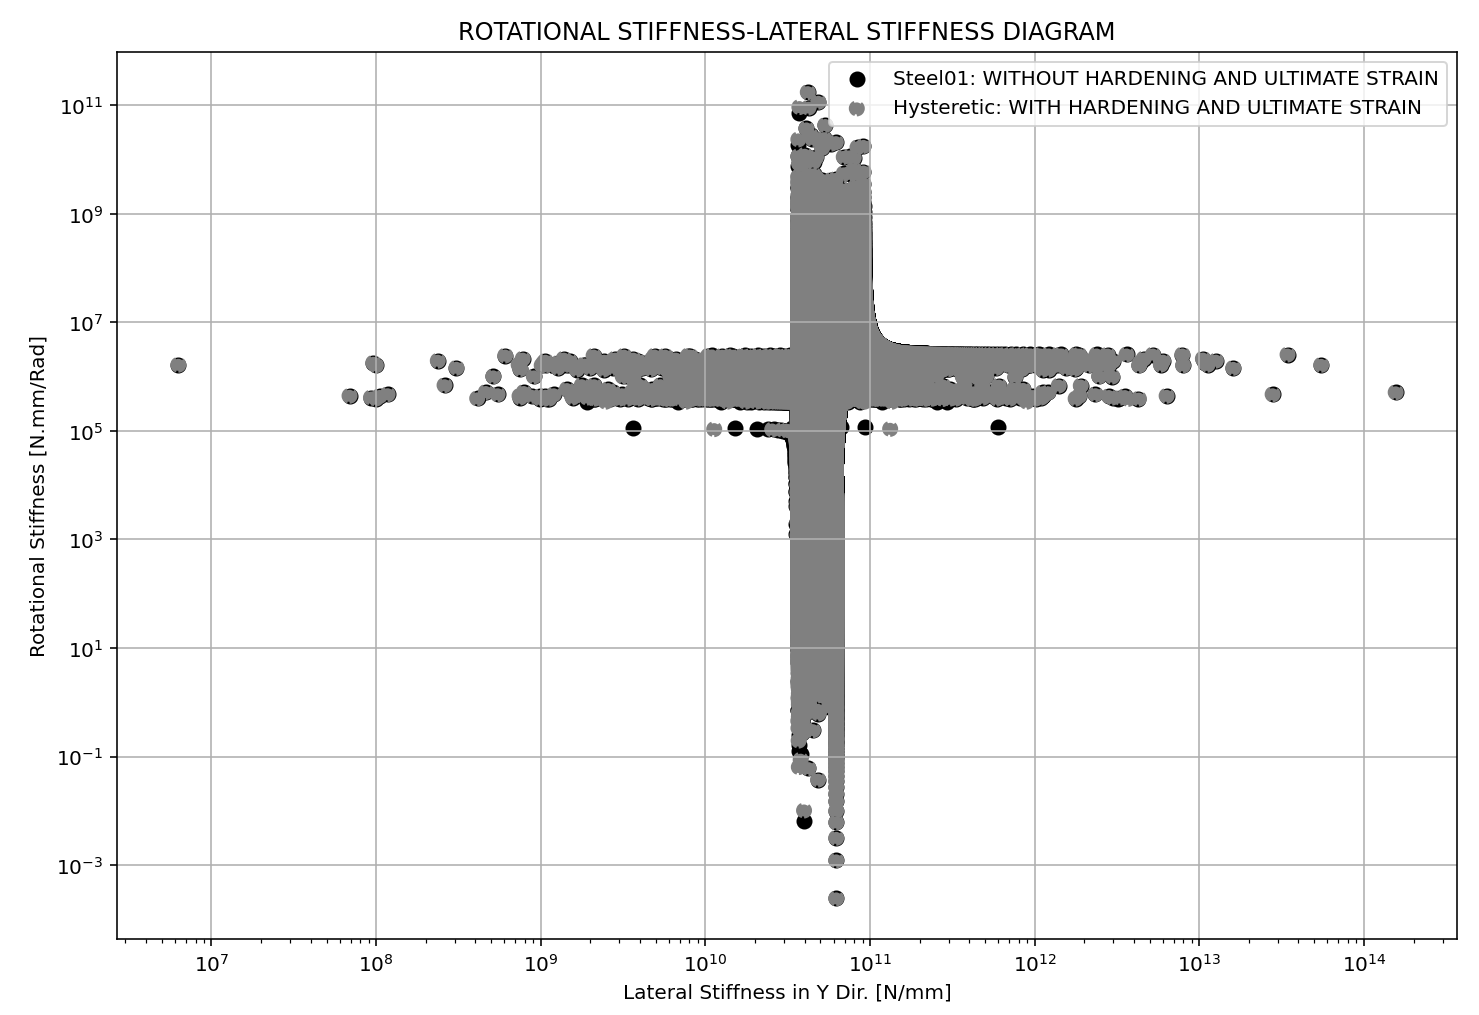 ROTATIONAL STIFFNESS-LATERAL STIFFNESS DIAGRAM
Steel01: WITHOUT HARDENING AND ULTIMATE STRAIN
Hysteretic: WITH HARDENING AND ULTIMATE STRAIN
Rotational Stiffness [N.mm/Rad]
10¹¹
10⁹
10⁷
10⁵
10³
10¹
10⁻¹
10⁻³
10⁷ 10⁸ 10⁹ 10¹⁰ 10¹¹ 10¹² 10¹³ 10¹⁴
Lateral Stiffness in Y Dir. [N/mm]